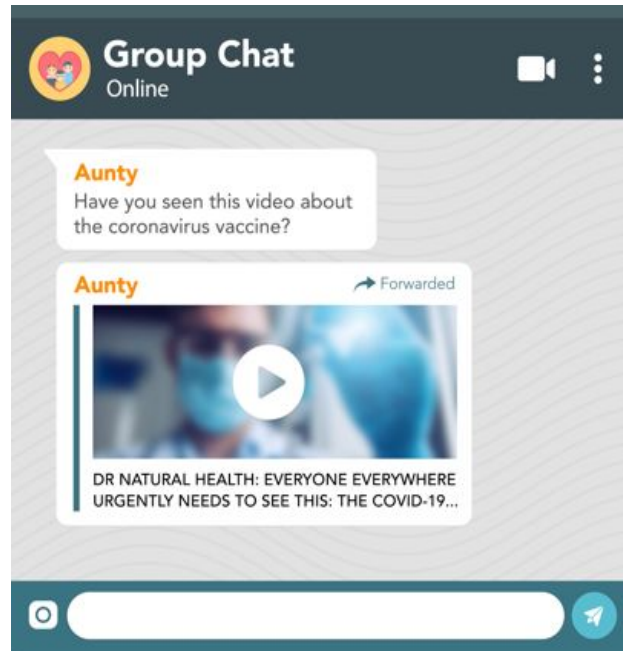 Group Chat
Online
Aunty
Have you seen this video about
the coronavirus vaccine?
Aunty
Forwarded
DR NATURAL HEALTH: EVERYONE EVERYWHERE
URGENTLY NEEDS TO SEE THIS: THE COVID-19...